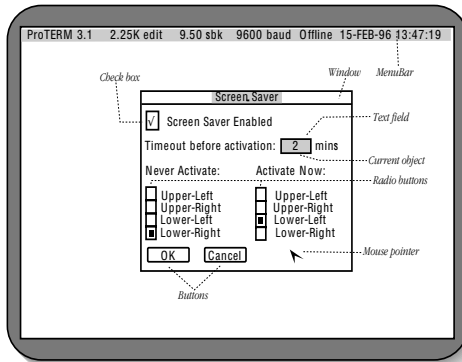 ProTERM 3.1 2.25K edit 9.50 sbk 9600 baud Offline 15-FEB-96 13:47:19
Check box
Window
MenuBar
Screen Saver
√ Screen Saver Enabled
Text field
Timeout before activation: 2 mins
Current object
Never Activate: Activate Now:
Radio buttons
Upper-Left Upper-Left
Upper-Right Upper-Right
Lower-Left Lower-Left
Lower-Right Lower-Right
OK Cancel
Mouse pointer
Buttons